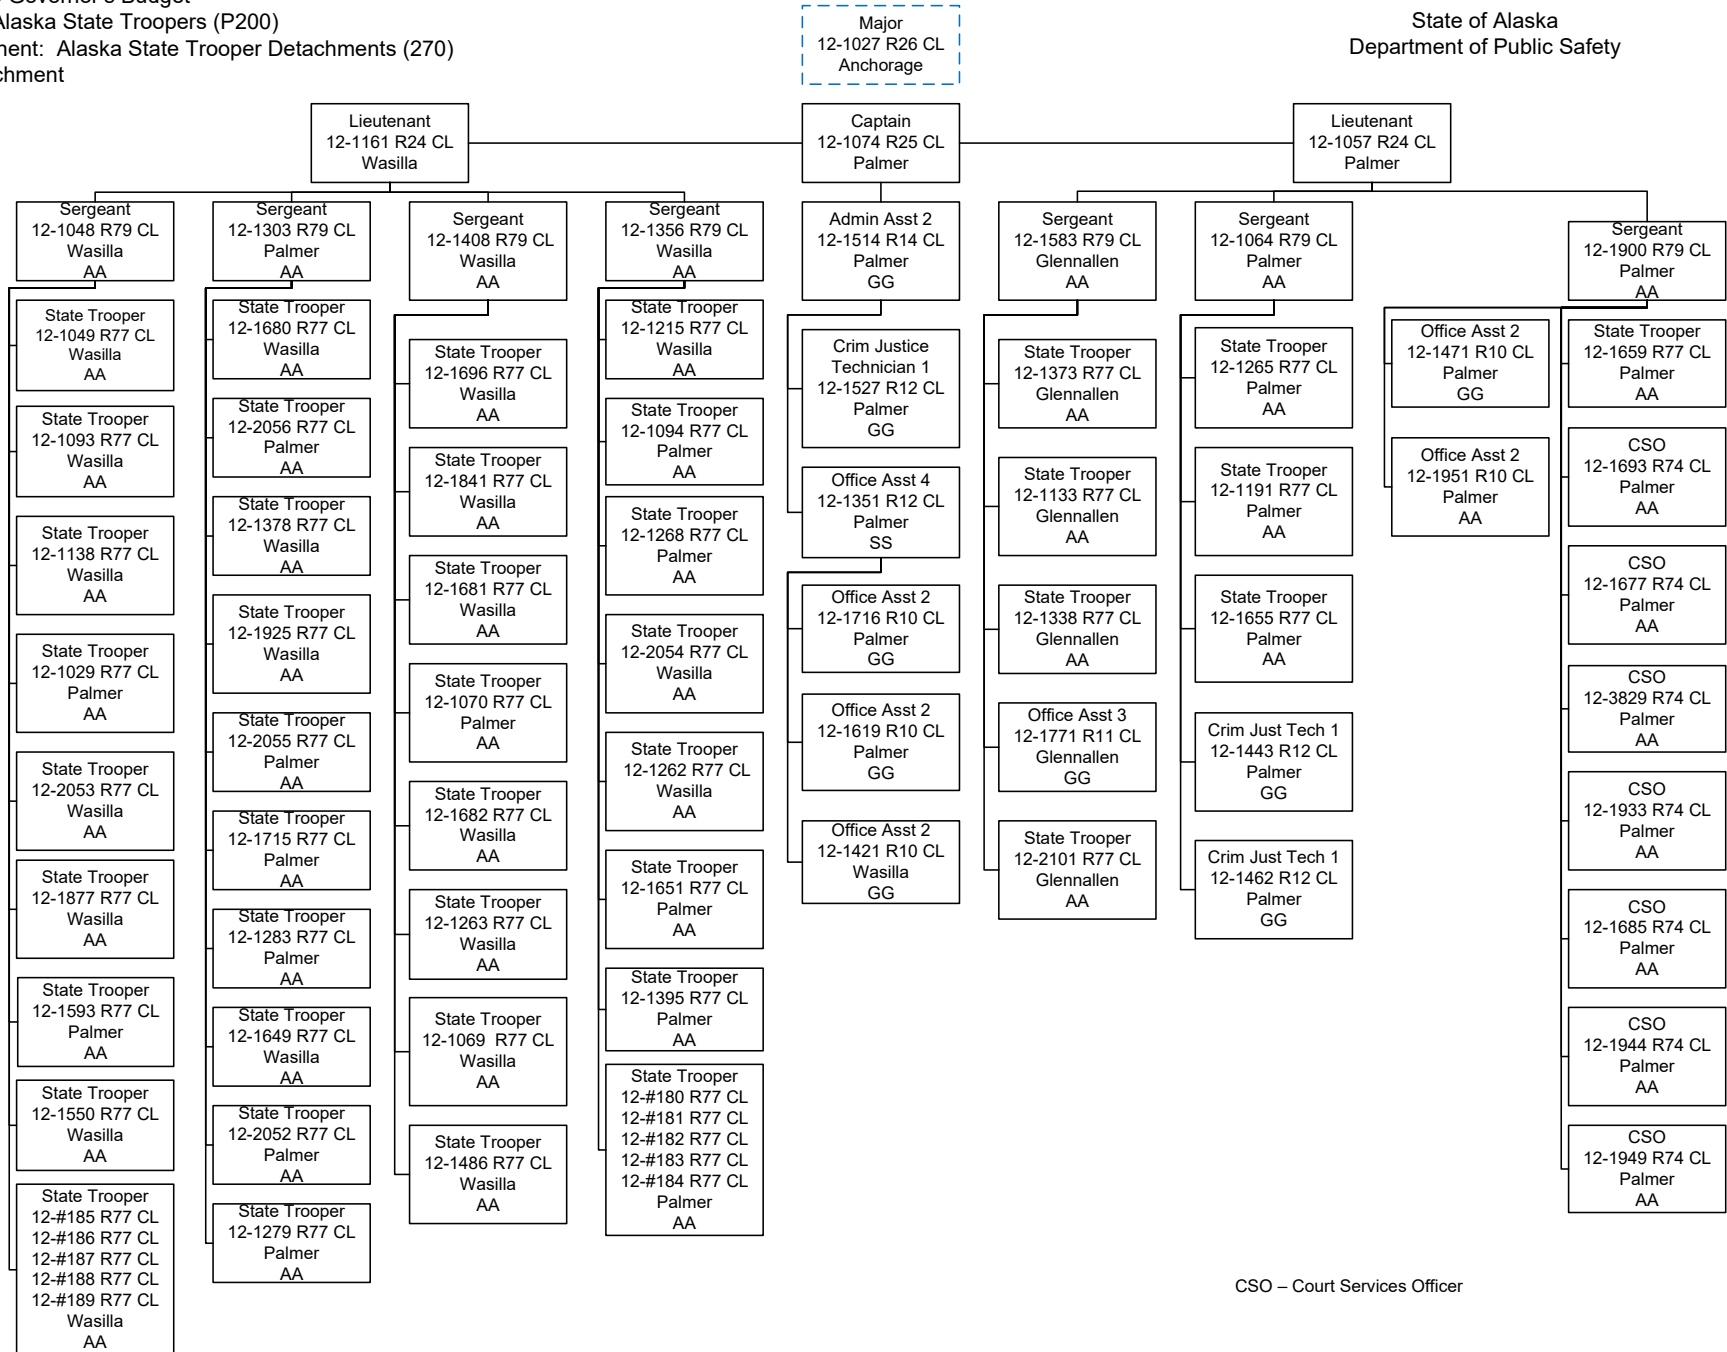 Governor's Budget
Alaska State Troopers (P200)
ment: Alaska State Trooper Detachments (270)
chment
Major
12-1027 R26 CL
Anchorage
State of Alaska
Department of Public Safety
Lieutenant
12-1161 R24 CL
Wasilla
Captain
12-1074 R25 CL
Palmer
Lieutenant
12-1057 R24 CL
Palmer
Sergeant
12-1048 R79 CL
Wasilla
AA
State Trooper
12-1049 R77 CL
Wasilla
AA
State Trooper
12-1093 R77 CL
Wasilla
AA
State Trooper
12-1138 R77 CL
Wasilla
AA
State Trooper
12-1029 R77 CL
Palmer
AA
State Trooper
12-2053 R77 CL
Wasilla
AA
State Trooper
12-1877 R77 CL
Wasilla
AA
State Trooper
12-1593 R77 CL
Palmer
AA
State Trooper
12-1550 R77 CL
Wasilla
AA
State Trooper
12-#185 R77 CL
12-#186 R77 CL
12-#187 R77 CL
12-#188 R77 CL
12-#189 R77 CL
Wasilla
AA
Sergeant
12-1303 R79 CL
Palmer
AA
State Trooper
12-1680 R77 CL
Wasilla
AA
State Trooper
12-2056 R77 CL
Palmer
AA
State Trooper
12-1378 R77 CL
Wasilla
AA
State Trooper
12-1925 R77 CL
Wasilla
AA
State Trooper
12-2055 R77 CL
Palmer
AA
State Trooper
12-1715 R77 CL
Palmer
AA
State Trooper
12-1283 R77 CL
Palmer
AA
State Trooper
12-1649 R77 CL
Wasilla
AA
State Trooper
12-2052 R77 CL
Palmer
AA
State Trooper
12-1279 R77 CL
Palmer
AA
Sergeant
12-1408 R79 CL
Wasilla
AA
State Trooper
12-1696 R77 CL
Wasilla
AA
State Trooper
12-1841 R77 CL
Wasilla
AA
State Trooper
12-1681 R77 CL
Wasilla
AA
State Trooper
12-1070 R77 CL
Palmer
AA
State Trooper
12-1682 R77 CL
Wasilla
AA
State Trooper
12-1263 R77 CL
Wasilla
AA
State Trooper
12-1069 R77 CL
Wasilla
AA
State Trooper
12-1486 R77 CL
Wasilla
AA
Sergeant
12-1356 R79 CL
Wasilla
AA
State Trooper
12-1215 R77 CL
Wasilla
AA
State Trooper
12-1094 R77 CL
Palmer
AA
State Trooper
12-1268 R77 CL
Palmer
AA
State Trooper
12-2054 R77 CL
Wasilla
AA
State Trooper
12-1262 R77 CL
Wasilla
AA
State Trooper
12-1651 R77 CL
Palmer
AA
State Trooper
12-1395 R77 CL
Palmer
AA
State Trooper
12-#180 R77 CL
12-#181 R77 CL
12-#182 R77 CL
12-#183 R77 CL
12-#184 R77 CL
Palmer
AA
Admin Asst 2
12-1514 R14 CL
Palmer
GG
Crim Justice
Technician 1
12-1527 R12 CL
Palmer
GG
Office Asst 4
12-1351 R12 CL
Palmer
SS
Office Asst 2
12-1716 R10 CL
Palmer
GG
Office Asst 2
12-1619 R10 CL
Palmer
GG
Office Asst 2
12-1421 R10 CL
Wasilla
GG
Sergeant
12-1583 R79 CL
Glennallen
AA
State Trooper
12-1373 R77 CL
Glennallen
AA
State Trooper
12-1133 R77 CL
Glennallen
AA
State Trooper
12-1338 R77 CL
Glennallen
AA
Office Asst 3
12-1771 R11 CL
Glennallen
GG
State Trooper
12-2101 R77 CL
Glennallen
AA
Sergeant
12-1064 R79 CL
Palmer
AA
State Trooper
12-1265 R77 CL
Palmer
AA
State Trooper
12-1191 R77 CL
Palmer
AA
State Trooper
12-1655 R77 CL
Palmer
AA
Crim Just Tech 1
12-1443 R12 CL
Palmer
GG
Crim Just Tech 1
12-1462 R12 CL
Palmer
GG
Sergeant
12-1900 R79 CL
Palmer
AA
Office Asst 2
12-1471 R10 CL
Palmer
GG
Office Asst 2
12-1951 R10 CL
Palmer
AA
State Trooper
12-1659 R77 CL
Palmer
AA
CSO
12-1693 R74 CL
Palmer
AA
CSO
12-1677 R74 CL
Palmer
AA
CSO
12-3829 R74 CL
Palmer
AA
CSO
12-1933 R74 CL
Palmer
AA
CSO
12-1685 R74 CL
Palmer
AA
CSO
12-1944 R74 CL
Palmer
AA
CSO
12-1949 R74 CL
Palmer
AA
CSO – Court Services Officer